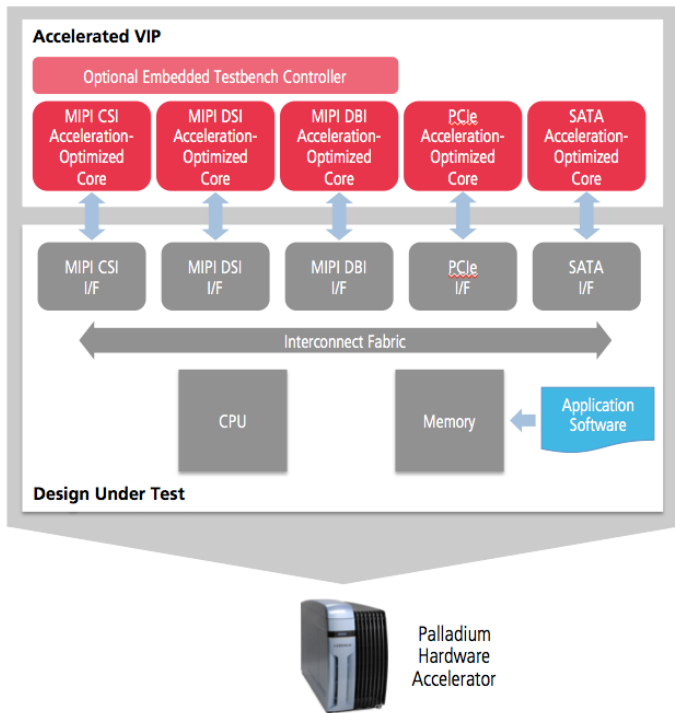 Accelerated VIP
Optional Embedded Testbench Controller
MIPI CSI
Acceleration-
Optimized
Core
MIPI DSI
Acceleration-
Optimized
Core
MIPI DBI
Acceleration-
Optimized
Core
PCIe
Acceleration-
Optimized
Core
SATA
Acceleration-
Optimized
Core
MIPI CSI
I/F
MIPI DSI
I/F
MIPI DBI
I/F
PCIe
I/F
SATA
I/F
Interconnect Fabric
CPU
Memory
Application
Software
Design Under Test
Palladium
Hardware
Accelerator